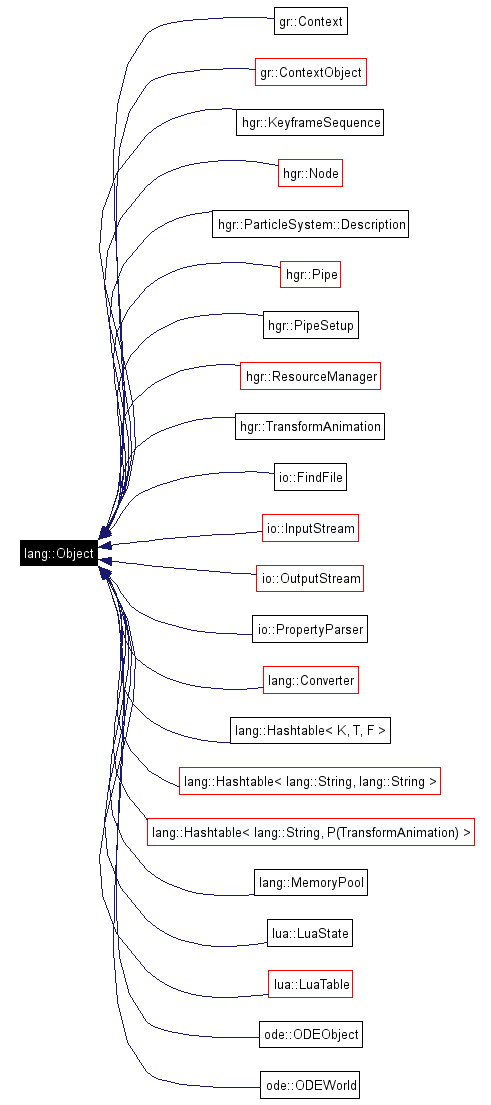 gr::Context
gr::ContextObject
hgr::KeyframeSequence
hgr::Node
hgr::ParticleSystem::Description
hgr::Pipe
hgr::PipeSetup
hgr::ResourceManager
hgr::TransformAnimation
io::FindFile
io::InputStream
lang::Object
io::OutputStream
io::PropertyParser
lang::Converter
lang::Hashtable< K, T, F >
lang::Hashtable< lang::String, lang::String >
lang::Hashtable< lang::String, P(TransformAnimation) >
lang::MemoryPool
lua::LuaState
lua::LuaTable
ode::ODEObject
ode::ODEWorld